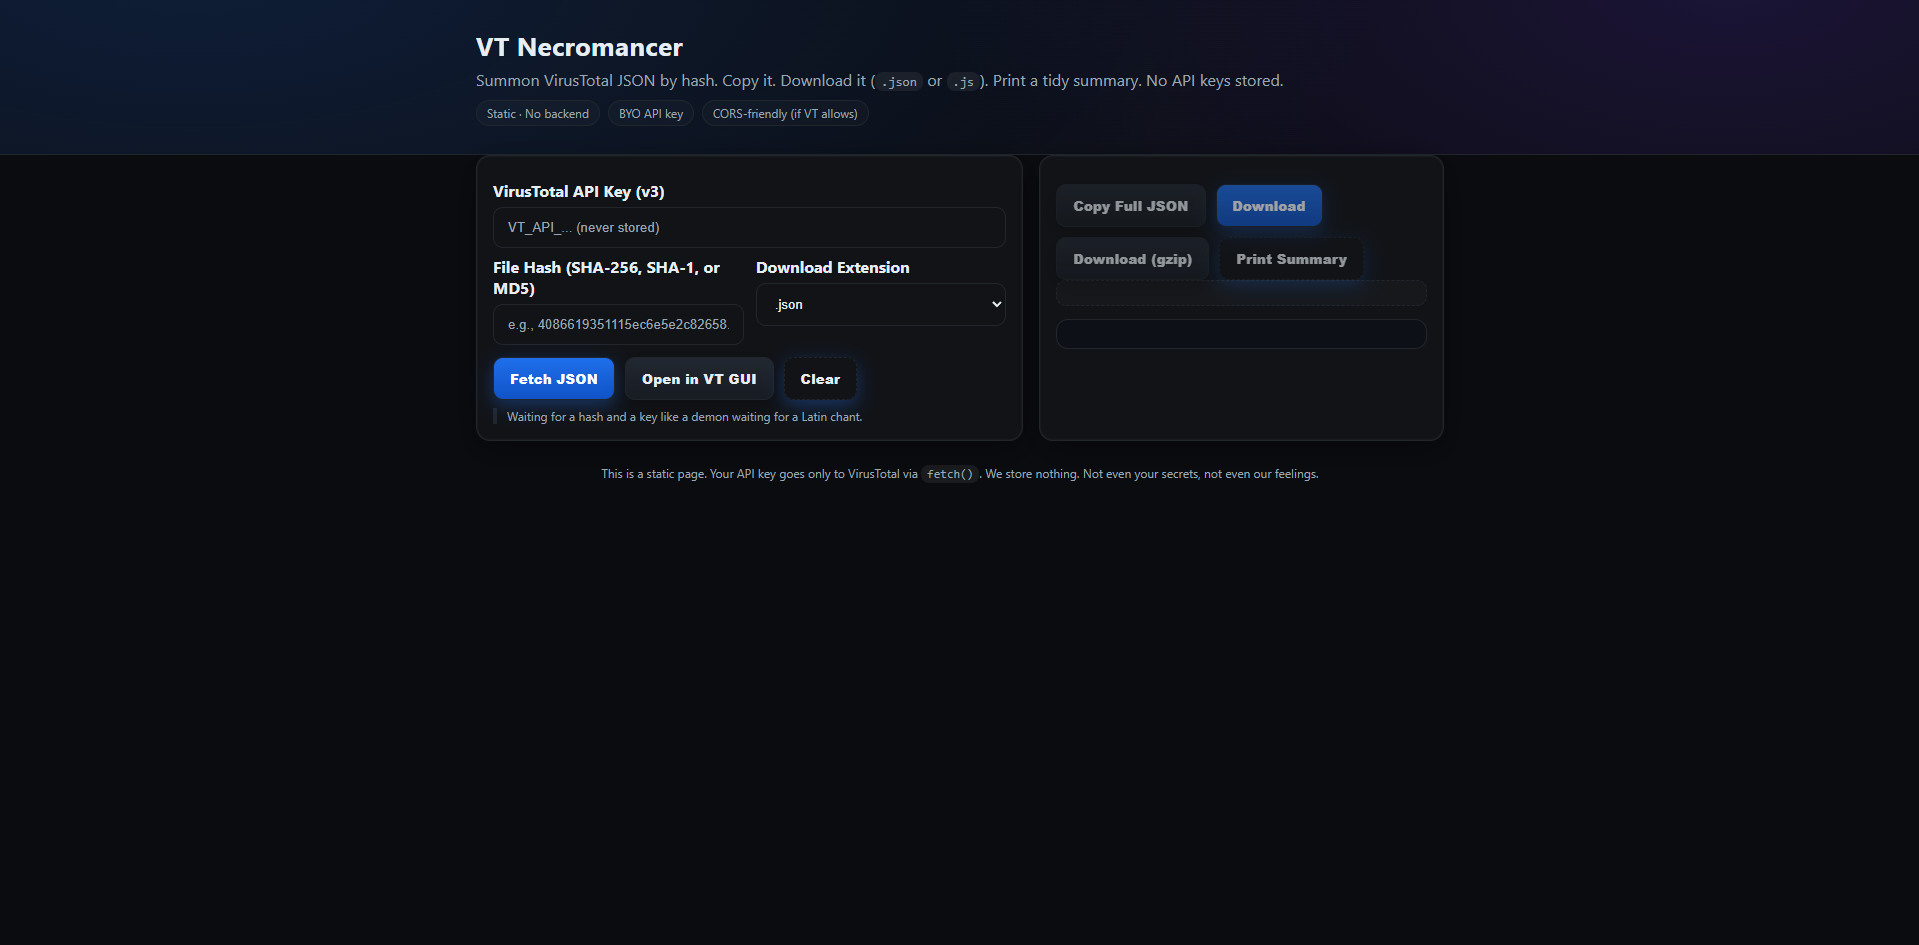 VT Necromancer
Summon VirusTotal JSON by hash. Copy it. Download it (.json or .js). Print a tidy summary. No API keys stored.
Static · No backend
BYO API key
CORS-friendly (if VT allows)
VirusTotal API Key (v3)
VT_API_... (never stored)
File Hash (SHA-256, SHA-1, or
MD5)
e.g., 4086619351115ec6e5e2c82658.
Download Extension
.json
Fetch JSON
Open in VT GUI
Clear
Waiting for a hash and a key like a demon waiting for a Latin chant.
Copy Full JSON
Download
Download (gzip)
Print Summary
This is a static page. Your API key goes only to VirusTotal via fetch(). We store nothing. Not even your secrets, not even our feelings.